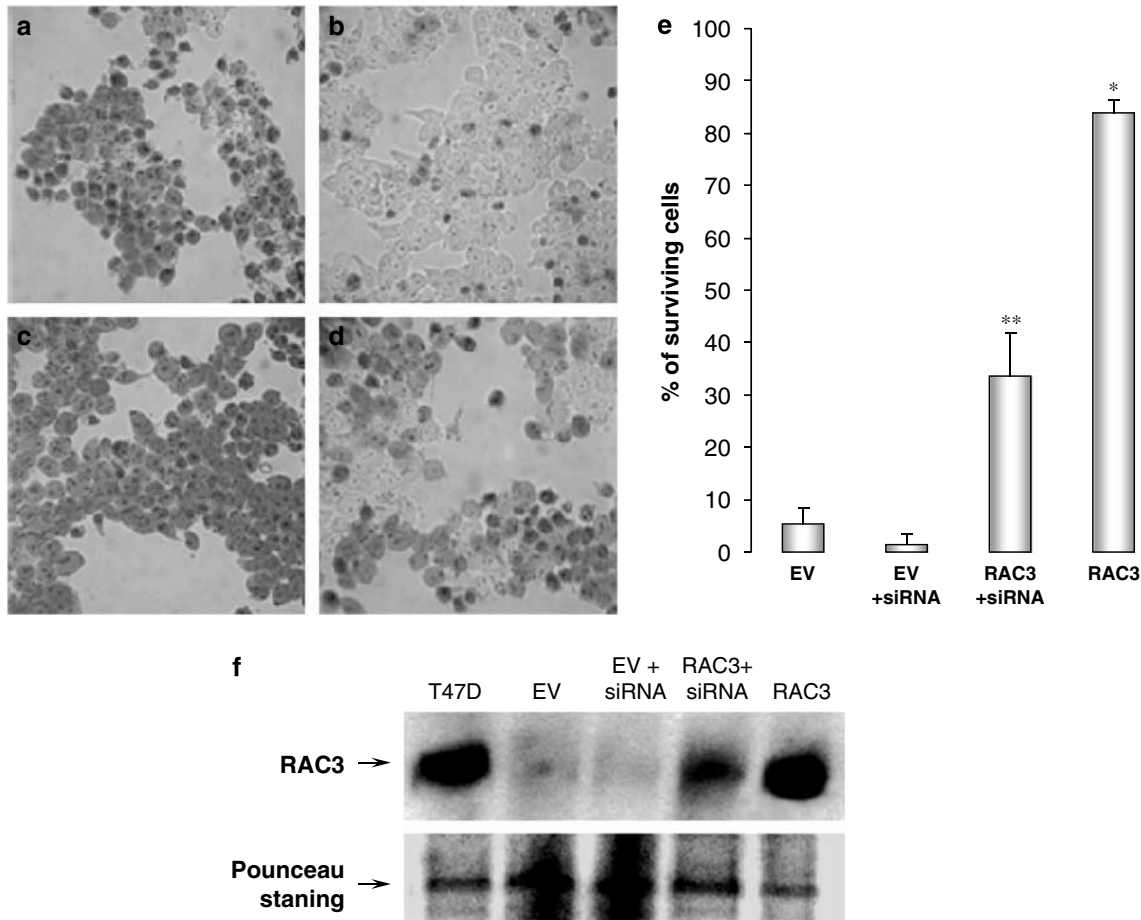 a
b
c
d
e
100
90
80
70
60
50
40
30
20
10
0
% of surviving cells
**
*
EV
EV
+siRNA
RAC3
+siRNA
RAC3
f
T47D
EV
EV +
siRNA
RAC3+
siRNA
RAC3
RAC3
Pounceau
staning